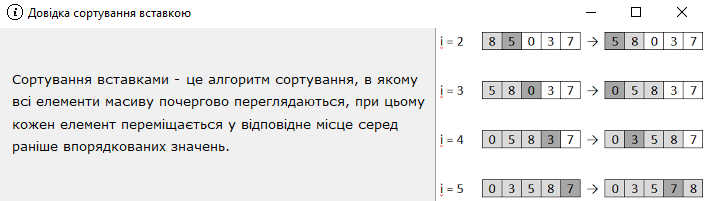 Довідка сортування вставкою
Сортування вставками - це алгоритм сортування, в якому
всі елементи масиву почергово переглядаються, при цьому
кожен елемент переміщається у відповідне місце серед
раніше впорядкованих значень.
i = 2 8 5 0 3 7 → 5 8 0 3 7
i = 3 5 8 0 3 7 → 0 5 8 3 7
i = 4 0 5 8 3 7 → 0 3 5 8 7
i = 5 0 3 5 8 7 → 0 3 5 7 8